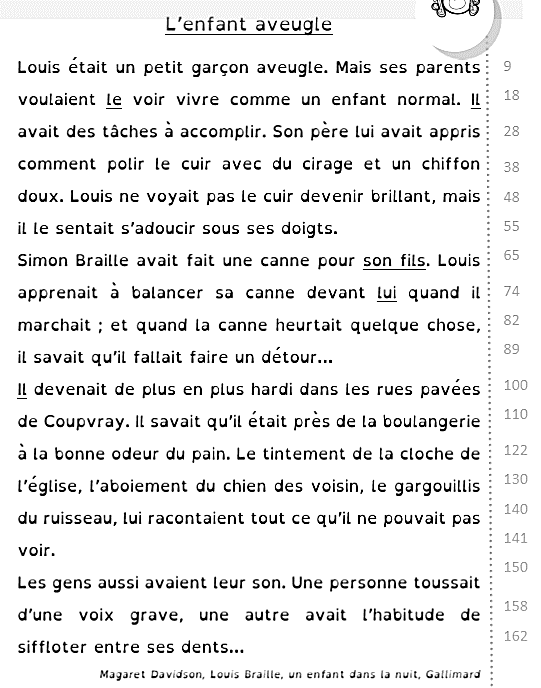 L'enfant aveugle
Louis était un petit garçon aveugle. Mais ses parents 9
voulaient le voir vivre comme un enfant normal. Il 18
avait des tâches à accomplir. Son père lui avait appris 28
comment polir le cuir avec du cirage et un chiffon 38
doux. Louis ne voyait pas le cuir devenir brillant, mais 48
il le sentait s'adoucir sous ses doigts. 55
Simon Braille avait fait une canne pour son fils. Louis 65
apprenait à balancer sa canne devant lui quand il 74
marchait ; et quand la canne heurtait quelque chose, 82
il savait qu'il fallait faire un détour... 89
Il devenait de plus en plus hardi dans les rues pavées 100
de Coupvray. Il savait qu'il était près de la boulangerie 110
à la bonne odeur du pain. Le tintement de la cloche de 122
l'église, l'aboiement du chien des voisin, le gargouillis 130
du ruisseau, lui racontaient tout ce qu'il ne pouvait pas 140
voir. 141
Les gens aussi avaient leur son. Une personne toussait 150
d'une voix grave, une autre avait l'habitude de 158
siffloter entre ses dents... 162
Magaret Davidson, Louis Braille, un enfant dans la nuit, Gallimard